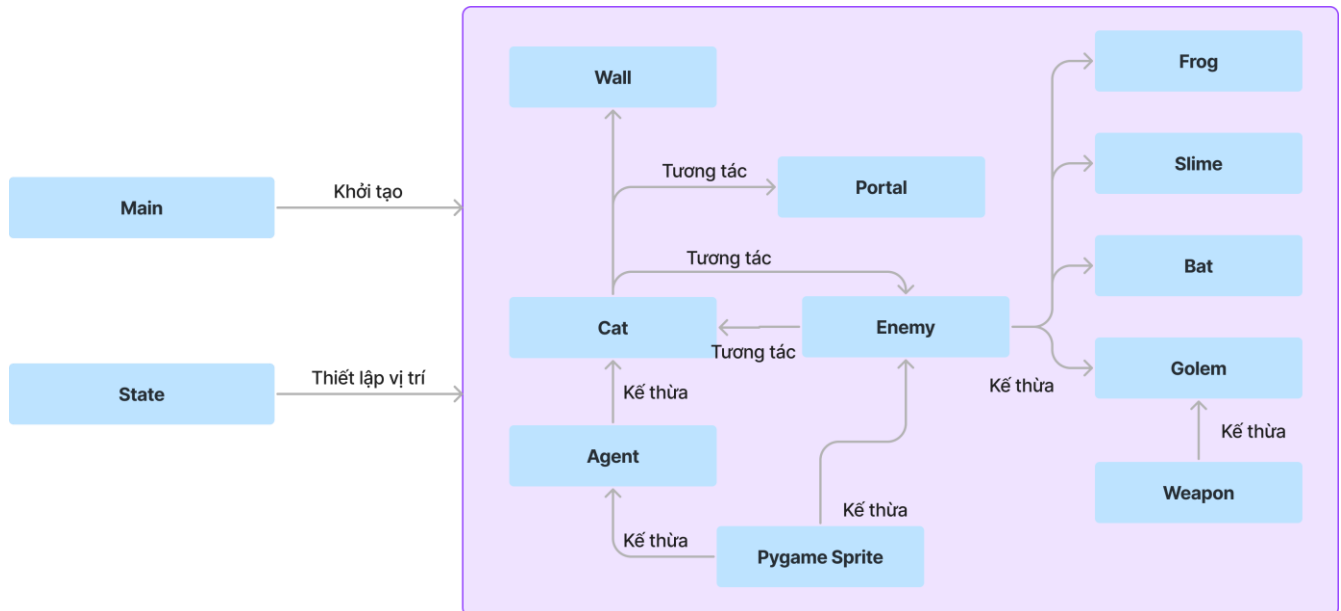 Wall
Frog
Tương tác
Slime
Main
Khởi tạo
Portal
Tương tác
Bat
Cat
Enemy
Tương tác
State
Thiết lập vị trí
Kế thừa
Kế thừa
Golem
Kế thừa
Agent
Weapon
Kế thừa
Kế thừa
Pygame Sprite